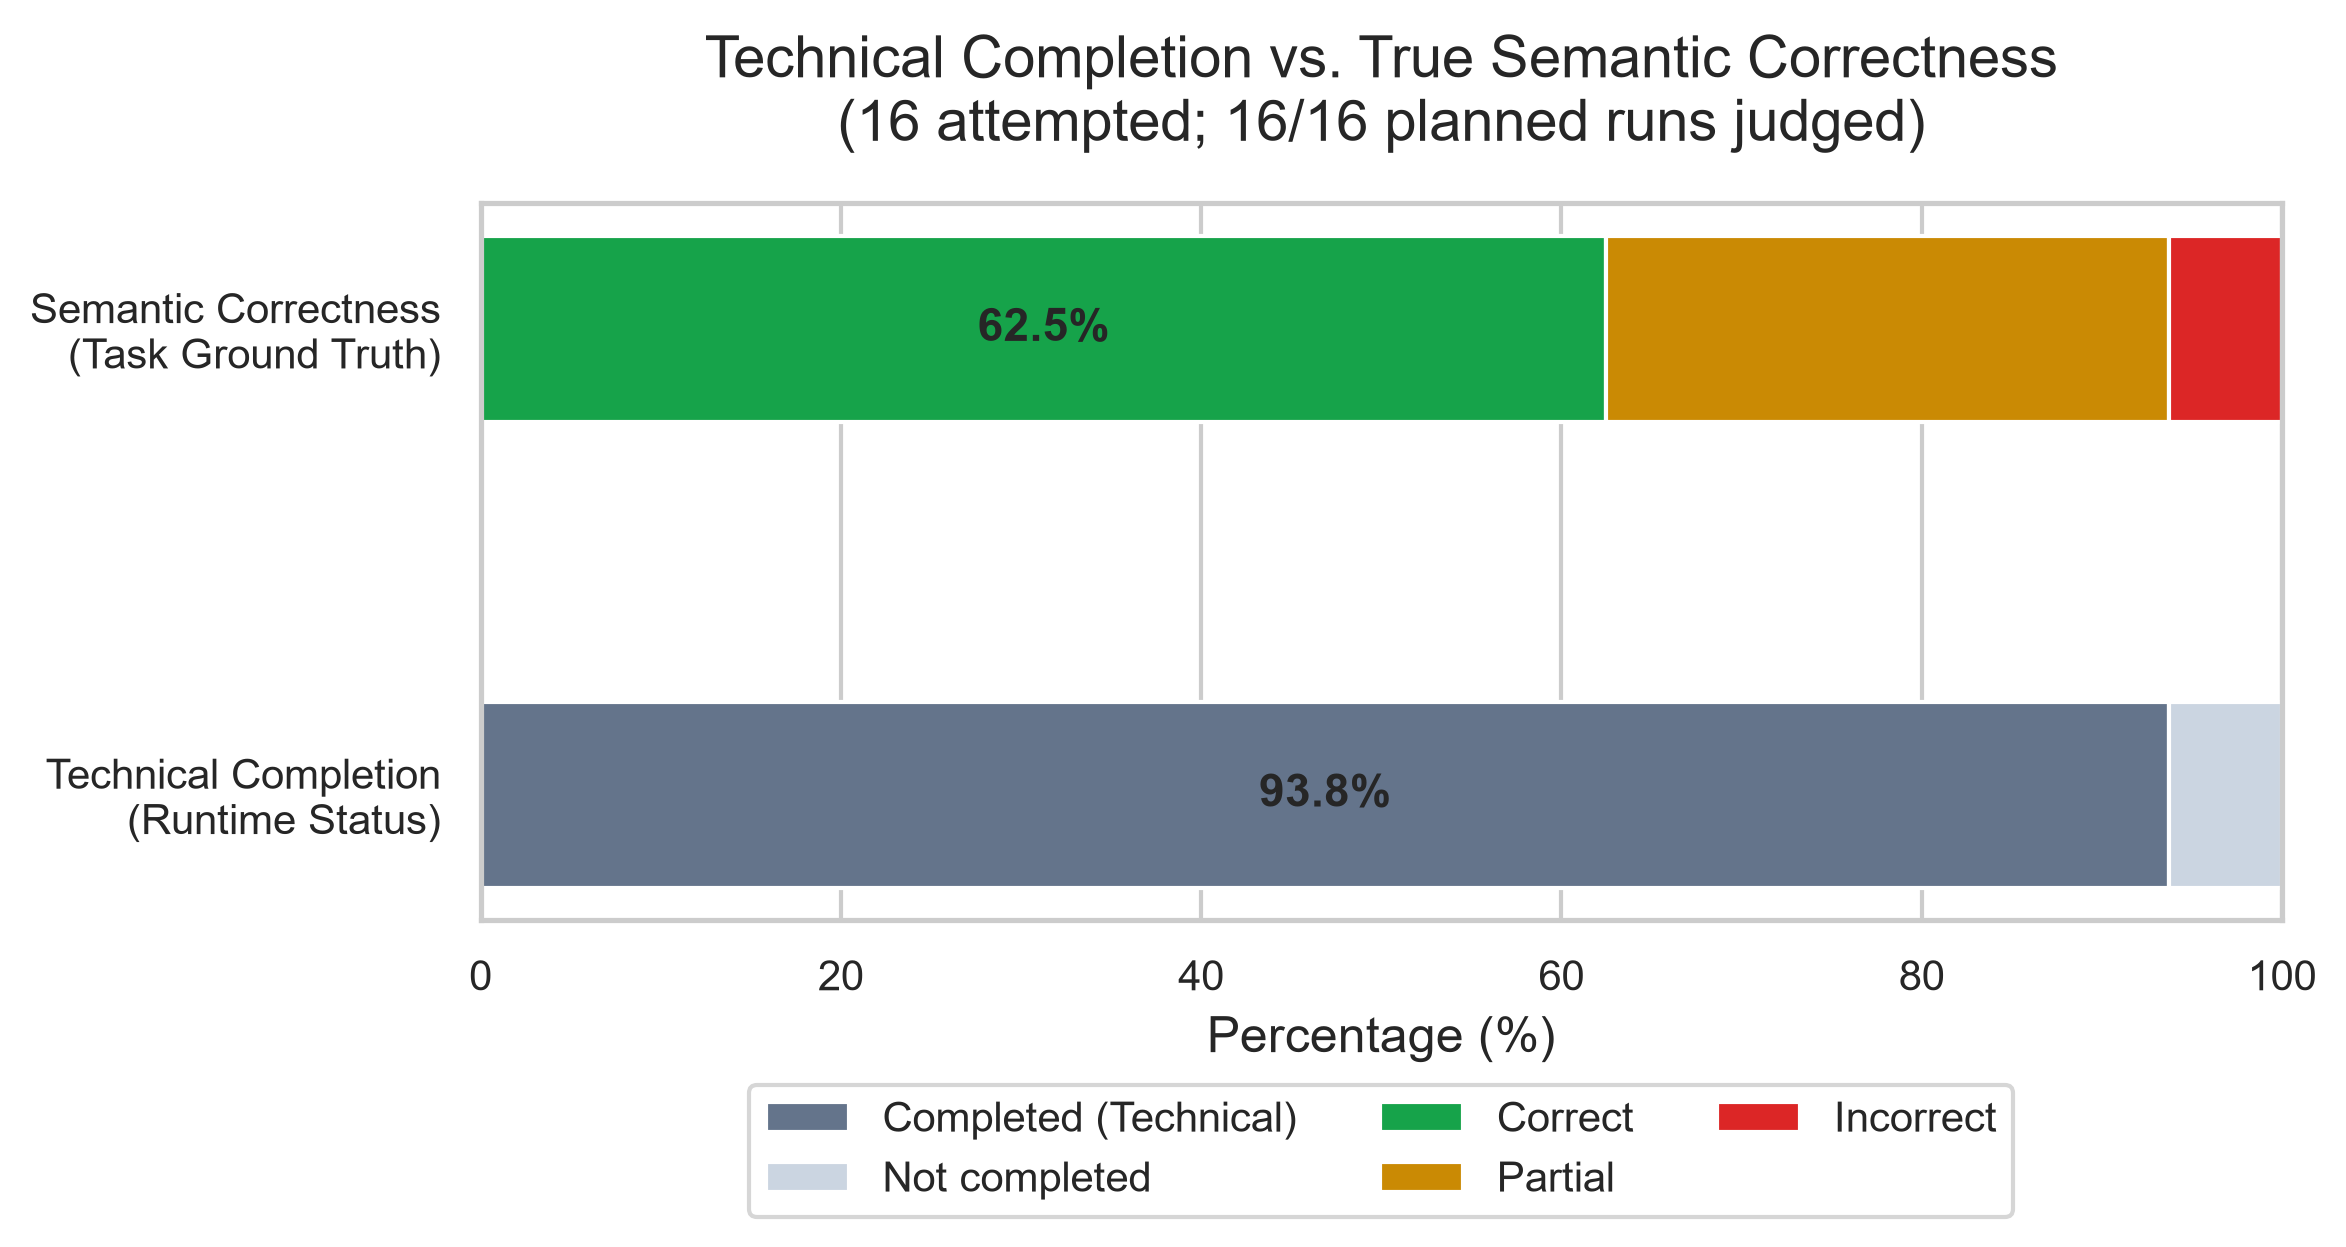 Technical Completion vs. True Semantic Correctness
(16 attempted; 16/16 planned runs judged)
Semantic Correctness
(Task Ground Truth)
62.5%
Technical Completion
(Runtime Status)
93.8%
0 20 40 60 80 100
Percentage (%)
Completed (Technical) Correct Incorrect
Not completed Partial